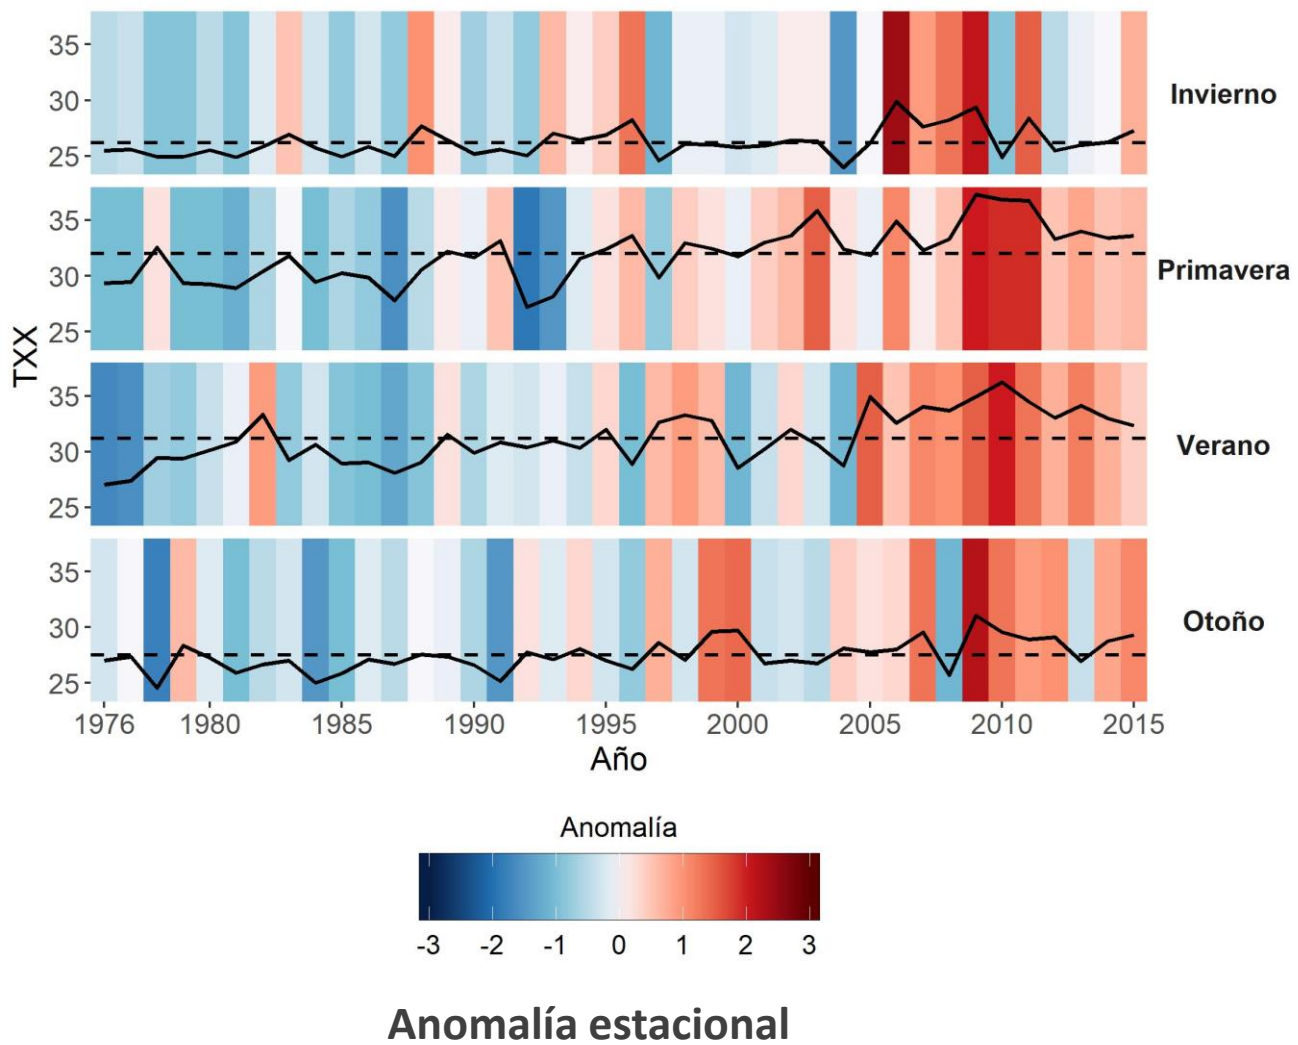 35
30
25
Invierno
35
30
25
Primavera
TXX
35
30
25
Verano
35
30
25
Otoño
1976 1980 1985 1990 1995 2000 2005 2010 2015
Año
Anomalía
-3 -2 -1 0 1 2 3
Anomalía estacional